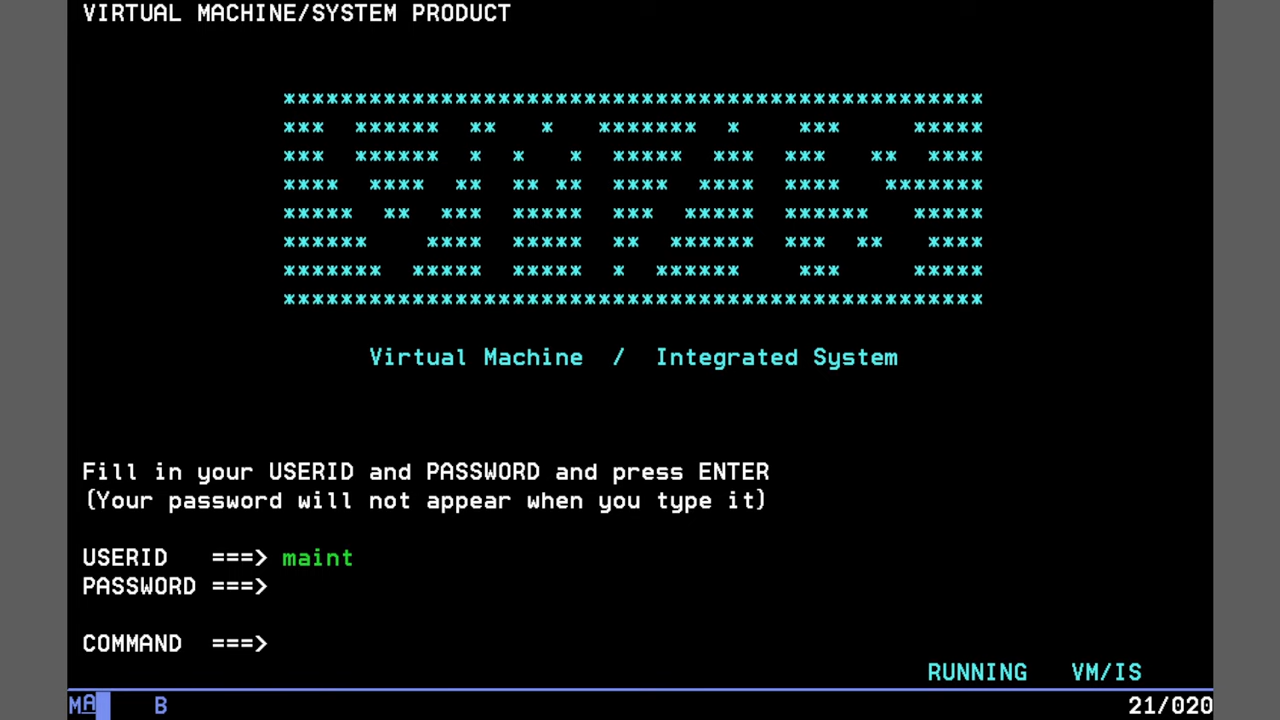 VIRTUAL MACHINE/SYSTEM PRODUCT
*************************************************
***  ******  **   *   *******  *    ***     *****
***  ******  *  *   *  *****  ***  ***   **  ****
****  ****  **  ** **  ****  ****  ****   *******
*****  **  ***  *****  ***  *****  ******   *****
******    ****  *****  **  ******  ***  **   ****
*******  *****  *****  *  ******    ***     *****
*************************************************
Virtual Machine / Integrated System
Fill in your USERID and PASSWORD and press ENTER
(Your password will not appear when you type it)
USERID ===> maint
PASSWORD ===>
COMMAND ===>
RUNNING VM/IS
MA B 21/020